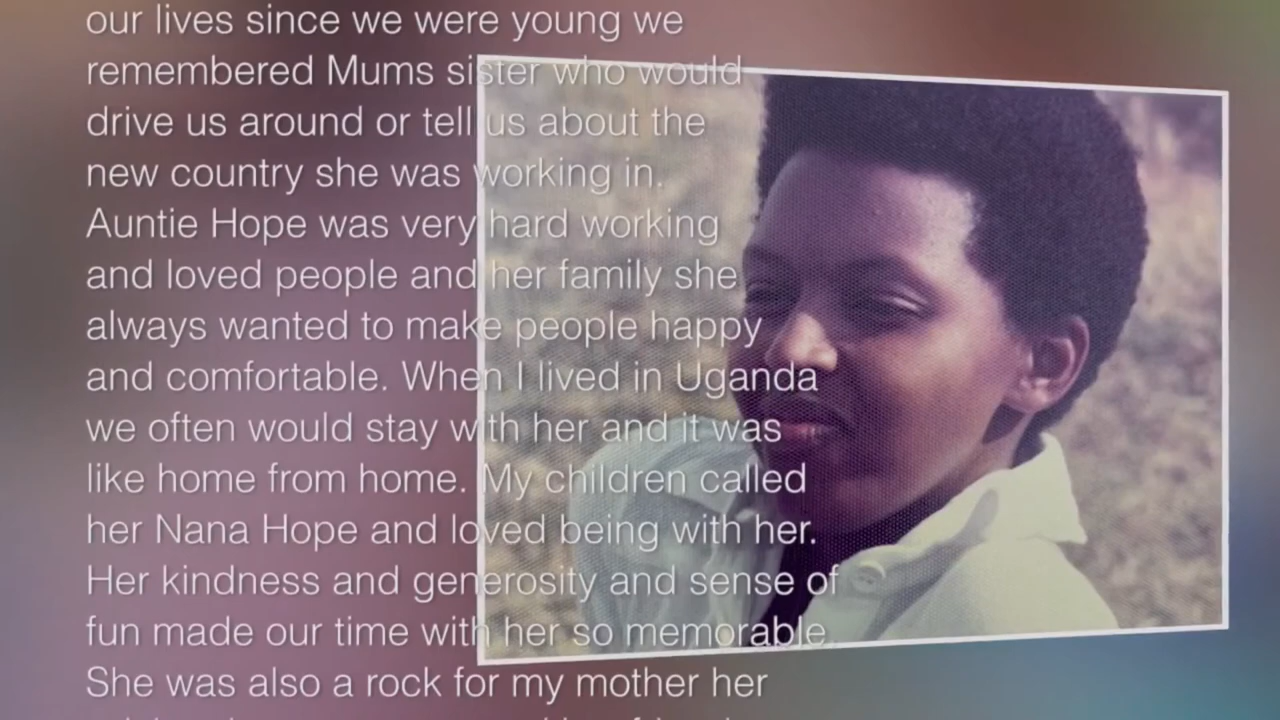 our lives since we were young we
remembered Mums sister who would
drive us around or tell us about the
new country she was working in.
Auntie Hope was very hard working
and loved people and her family she
always wanted to make people happy
and comfortable. When I lived in Uganda
we often would stay with her and it was
like home from home. My children called
her Nana Hope and loved being with her.
Her kindness and generosity and sense of
fun made our time with her so memorable.
She was also a rock for my mother her